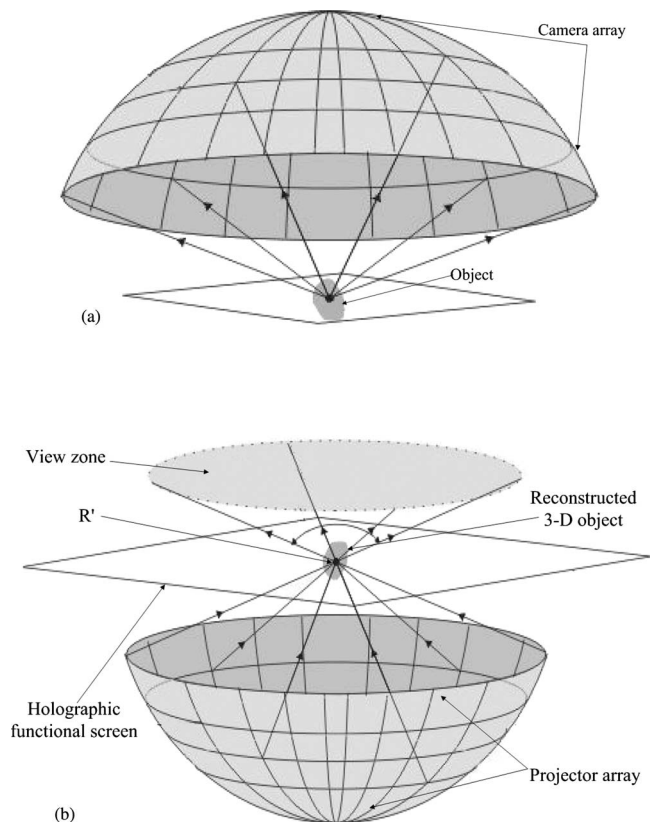 Camera array
Object
(a)
View zone
R'
Reconstructed
3-D object
Holographic
functional screen
Projector array
(b)